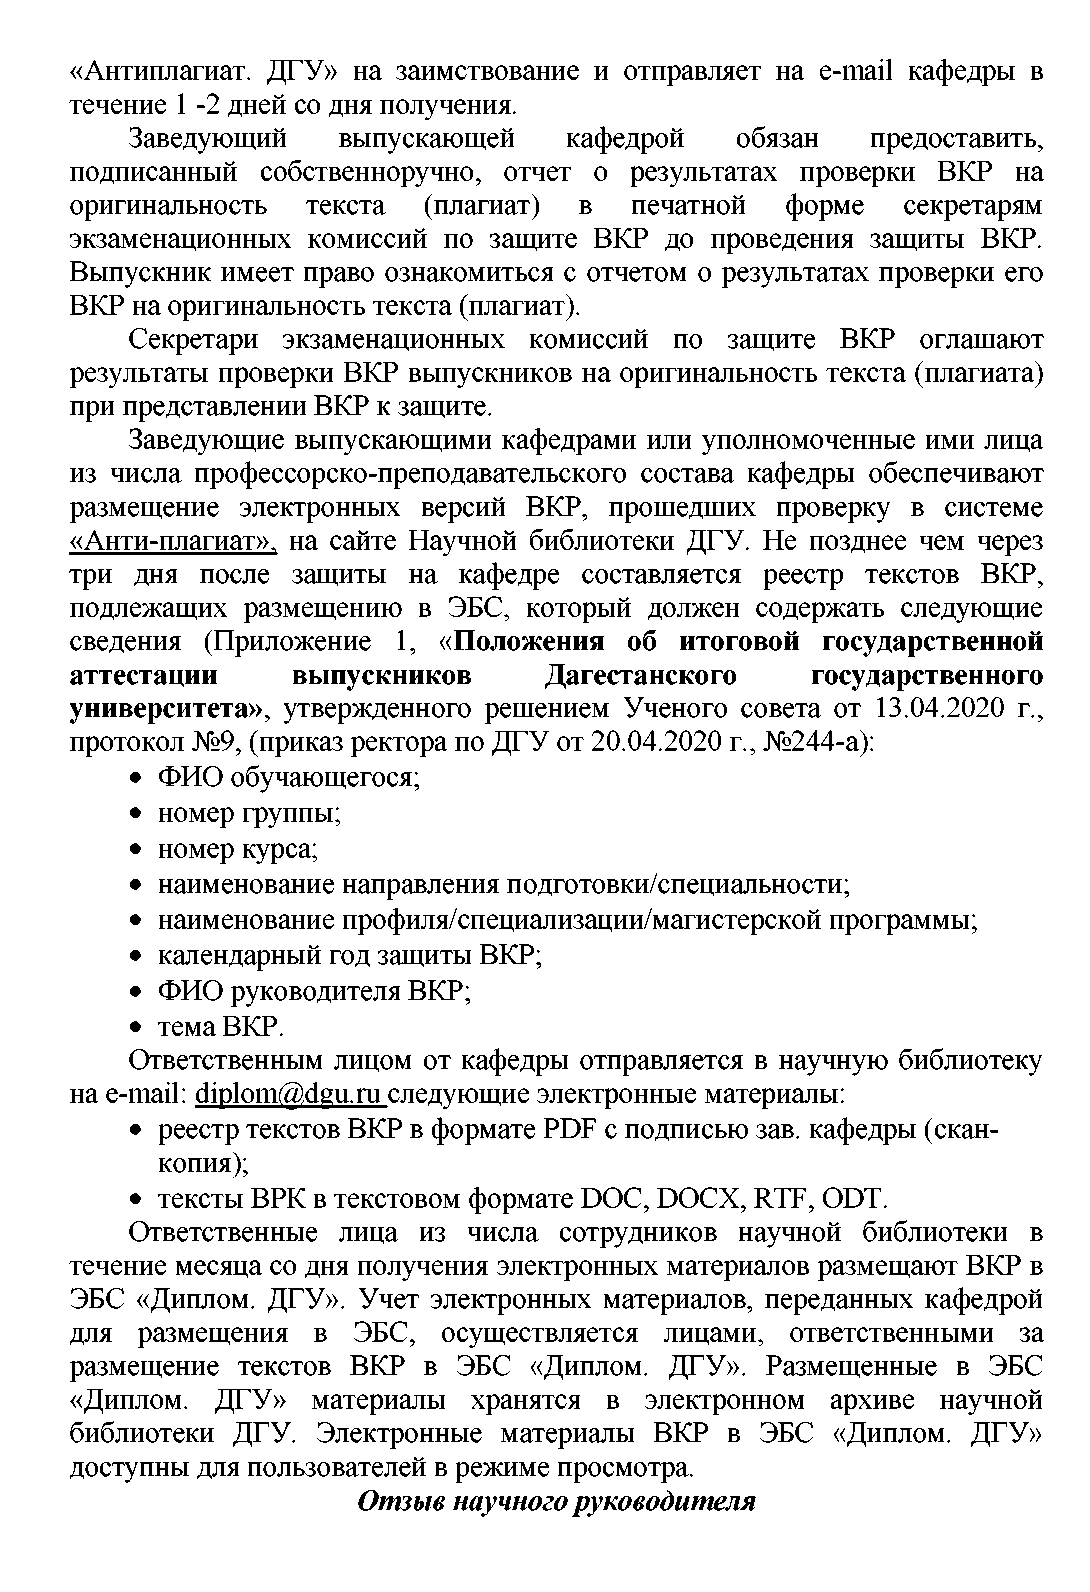 «Антиплагиат. ДГУ» на заимствование и отправляет на e-mail кафедры в
течение 1 -2 дней со дня получения.
Заведующий выпускающей кафедрой обязан предоставить,
подписанный собственноручно, отчет о результатах проверки ВКР на
оригинальность текста (плагиат) в печатной форме секретарям
экзаменационных комиссий по защите ВКР до проведения защиты ВКР.
Выпускник имеет право ознакомиться с отчетом о результатах проверки его
ВКР на оригинальность текста (плагиат).
Секретари экзаменационных комиссий по защите ВКР оглашают
результаты проверки ВКР выпускников на оригинальность текста (плагиата)
при представлении ВКР к защите.
Заведующие выпускающими кафедрами или уполномоченные ими лица
из числа профессорско-преподавательского состава кафедры обеспечивают
размещение электронных версий ВКР, прошедших проверку в системе
«Анти-плагиат», на сайте Научной библиотеки ДГУ. Не позднее чем через
три дня после защиты на кафедре составляется реестр текстов ВКР,
подлежащих размещению в ЭБС, который должен содержать следующие
сведения (Приложение 1, «Положения об итоговой государственной
аттестации выпускников Дагестанского государственного
университета», утвержденного решением Ученого совета от 13.04.2020 г.,
протокол №9, (приказ ректора по ДГУ от 20.04.2020 г., №244-а):
• ФИО обучающегося;
• номер группы;
• номер курса;
• наименование направления подготовки/специальности;
• наименование профиля/специализации/магистерской программы;
• календарный год защиты ВКР;
• ФИО руководителя ВКР;
• тема ВКР.
Ответственным лицом от кафедры отправляется в научную библиотеку
на e-mail: diplom@dgu.ru следующие электронные материалы:
• реестр текстов ВКР в формате PDF с подписью зав. кафедры (скан-
копия);
• тексты ВРК в текстовом формате DOC, DOCX, RTF, ODT.
Ответственные лица из числа сотрудников научной библиотеки в
течение месяца со дня получения электронных материалов размещают ВКР в
ЭБС «Диплом. ДГУ». Учет электронных материалов, переданных кафедрой
для размещения в ЭБС, осуществляется лицами, ответственными за
размещение текстов ВКР в ЭБС «Диплом. ДГУ». Размещенные в ЭБС
«Диплом. ДГУ» материалы хранятся в электронном архиве научной
библиотеки ДГУ. Электронные материалы ВКР в ЭБС «Диплом. ДГУ»
доступны для пользователей в режиме просмотра.
Отзыв научного руководителя